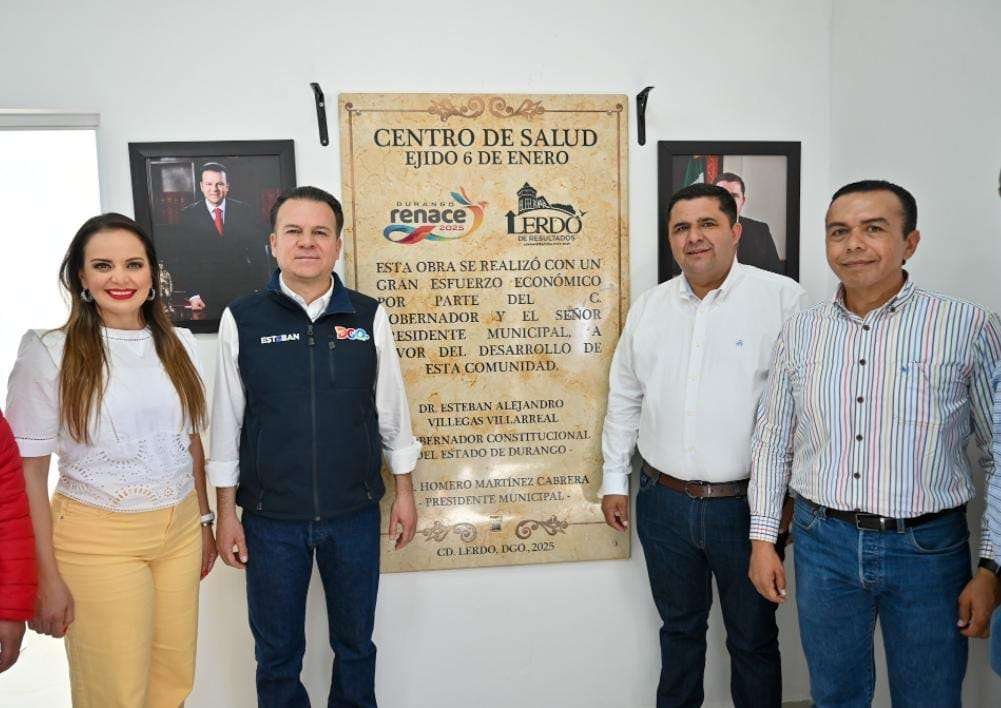 CENTRO DE SALUD
EJIDO 6 DE ENERO
DURANGO
renace
2025
LERDO
DE RESULTADOS
ESTA OBRA SE REALIZÓ CON UN
GRAN ESFUERZO ECONÓMICO
POR PARTE DEL C.
OBERNADOR Y EL SEÑOR
RESIDENTE MUNICIPAL, A
VOR DEL DESARROLLO DE
ESTA COMUNIDAD.
DR. ESTEBAN ALEJANDRO
VILLEGAS VILLARREAL
OBERNADOR CONSTITUCIONAL
DEL ESTADO DE DURANGO -
HOMERO MARTÍNEZ CABRERA
- PRESIDENTE MUNICIPAL -
CD. LERDO, DGO., 2025
ESTEBAN
DGO